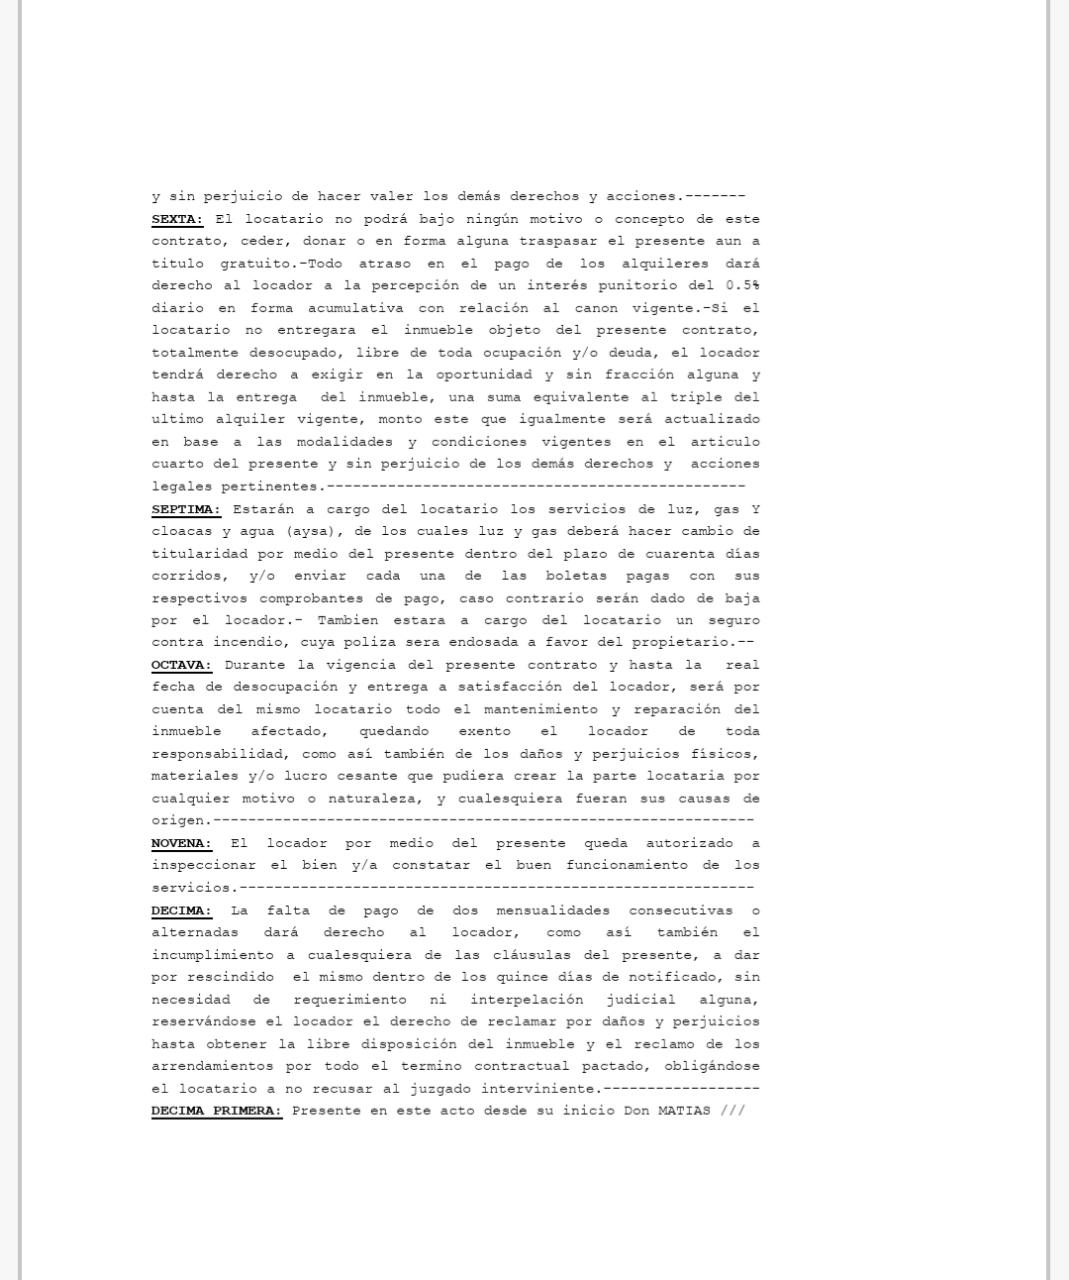 y sin perjuicio de hacer valer los demás derechos y acciones.-------
SEXTA: El locatario no podrá bajo ningún motivo o concepto de este
contrato, ceder, donar o en forma alguna traspasar el presente aun a
titulo gratuito.-Todo atraso en el pago de los alquileres dará
derecho al locador a la percepción de un interés punitorio del 0.5%
diario en forma acumulativa con relación al canon vigente.-Si el
locatario no entregara el inmueble objeto del presente contrato,
totalmente desocupado, libre de toda ocupación y/o deuda, el locador
tendrá derecho a exigir en la oportunidad y sin fracción alguna y
hasta la entrega del inmueble, una suma equivalente al triple del
ultimo alquiler vigente, monto este que igualmente será actualizado
en base a las modalidades y condiciones vigentes en el articulo
cuarto del presente y sin perjuicio de los demás derechos y acciones
legales pertinentes.------------------------------------------------
SEPTIMA: Estarán a cargo del locatario los servicios de luz, gas Y
cloacas y agua (aysa), de los cuales luz y gas deberá hacer cambio de
titularidad por medio del presente dentro del plazo de cuarenta días
corridos, y/o enviar cada una de las boletas pagas con sus
respectivos comprobantes de pago, caso contrario serán dado de baja
por el locador.- Tambien estara a cargo del locatario un seguro
contra incendio, cuya poliza sera endosada a favor del propietario.--
OCTAVA: Durante la vigencia del presente contrato y hasta la real
fecha de desocupación y entrega a satisfacción del locador, será por
cuenta del mismo locatario todo el mantenimiento y reparación del
inmueble afectado, quedando exento el locador de toda
responsabilidad, como así también de los daños y perjuicios físicos,
materiales y/o lucro cesante que pudiera crear la parte locataria por
cualquier motivo o naturaleza, y cualesquiera fueran sus causas de
origen.--------------------------------------------------------------
NOVENA: El locador por medio del presente queda autorizado a
inspeccionar el bien y/a constatar el buen funcionamiento de los
servicios.-----------------------------------------------------------
DECIMA: La falta de pago de dos mensualidades consecutivas o
alternadas dará derecho al locador, como así también el
incumplimiento a cualesquiera de las cláusulas del presente, a dar
por rescindido el mismo dentro de los quince días de notificado, sin
necesidad de requerimiento ni interpelación judicial alguna,
reservándose el locador el derecho de reclamar por daños y perjuicios
hasta obtener la libre disposición del inmueble y el reclamo de los
arrendamientos por todo el termino contractual pactado, obligándose
el locatario a no recusar al juzgado interviniente.------------------
DECIMA PRIMERA: Presente en este acto desde su inicio Don MATIAS ///